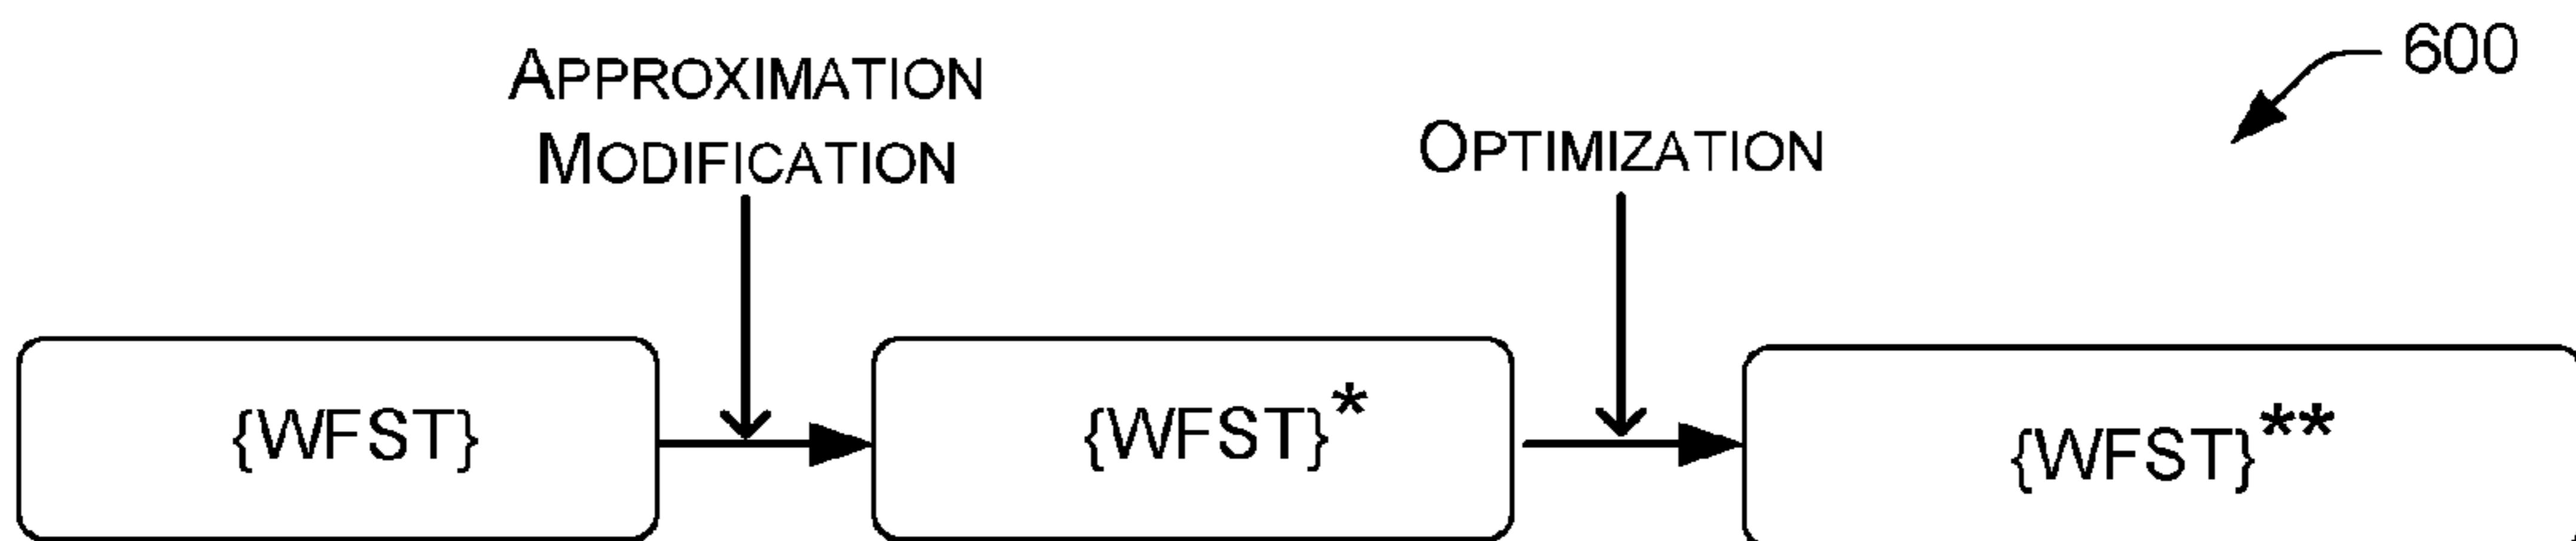 600
APPROXIMATION
MODIFICATION
OPTIMIZATION
{WFST}
{WFST}*
{WFST}**